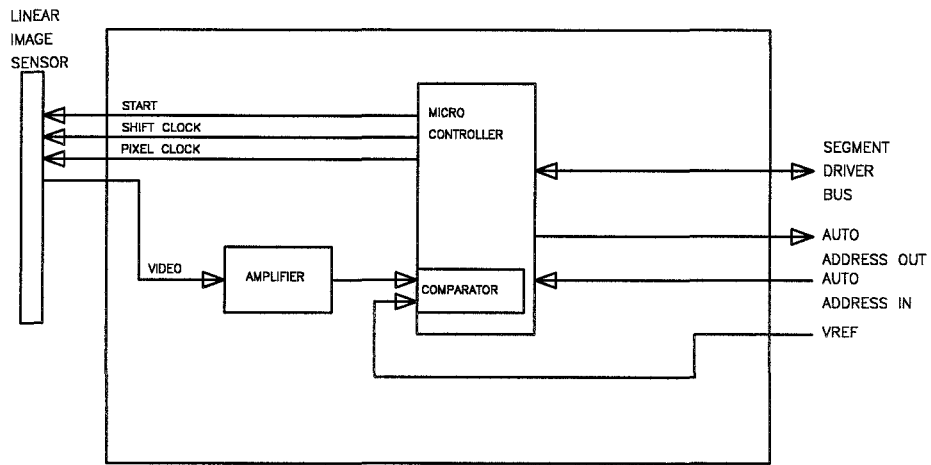 LINEAR
IMAGE
SENSOR
START
SHIFT CLOCK
PIXEL CLOCK
VIDEO
AMPLIFIER
MICRO
CONTROLLER
COMPARATOR
SEGMENT
DRIVER
BUS
AUTO
ADDRESS OUT
AUTO
ADDRESS IN
VREF